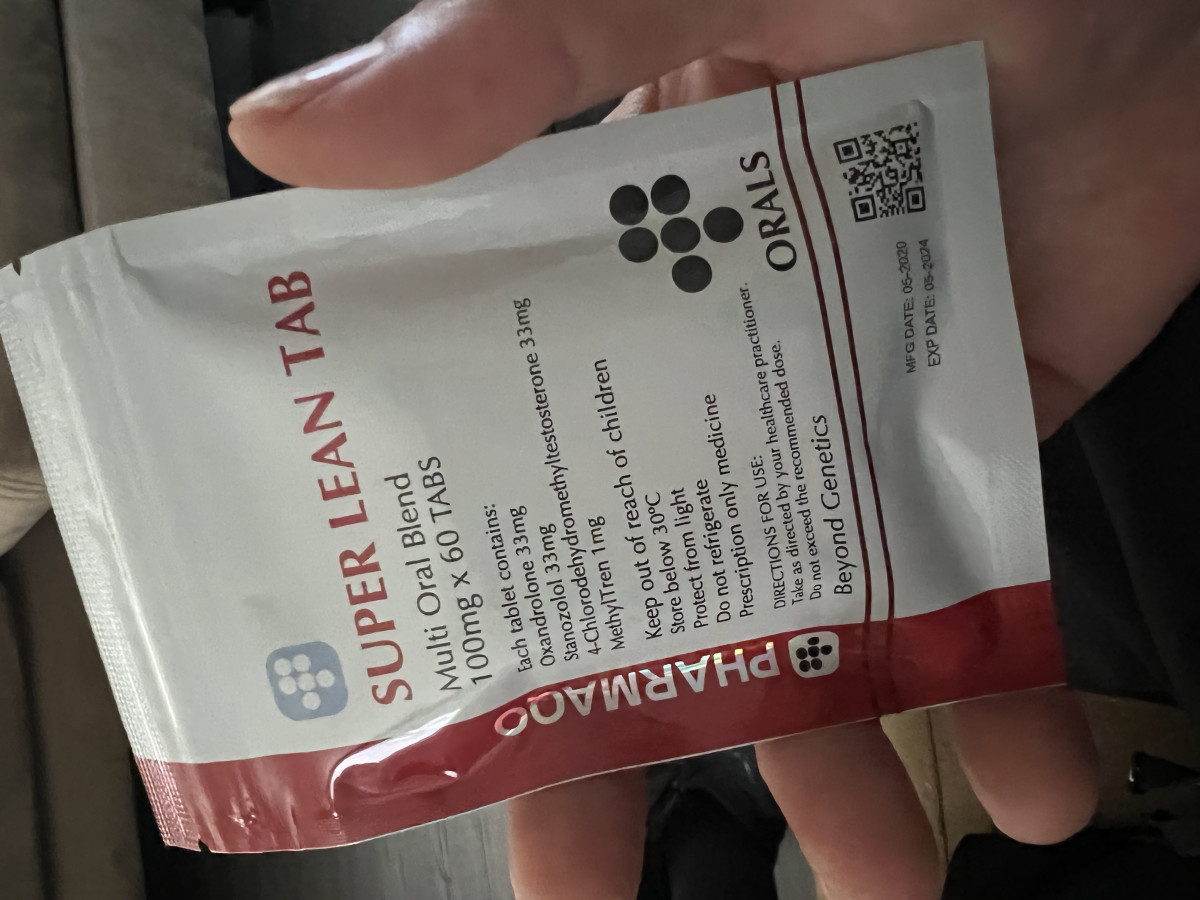 SUPER LEAN TAB
Multi Oral Blend
100mg x 60 TABS
Each tablet contains:
Oxandrolone 33mg
Stanozolol 33mg
4-Chlorodehydromethyltestosterone 33mg
MethylTren 1mg
Keep out of reach of children
Store below 30ºC
Protect from light
Do not refrigerate
Prescription only medicine
DIRECTIONS FOR USE:
Take as directed by your healthcare practitioner.
Do not exceed the recommended dose.
Beyond Genetics
ORALS
PHARMAQO
MFG DATE: 05-2020
EXP DATE: 05-2024